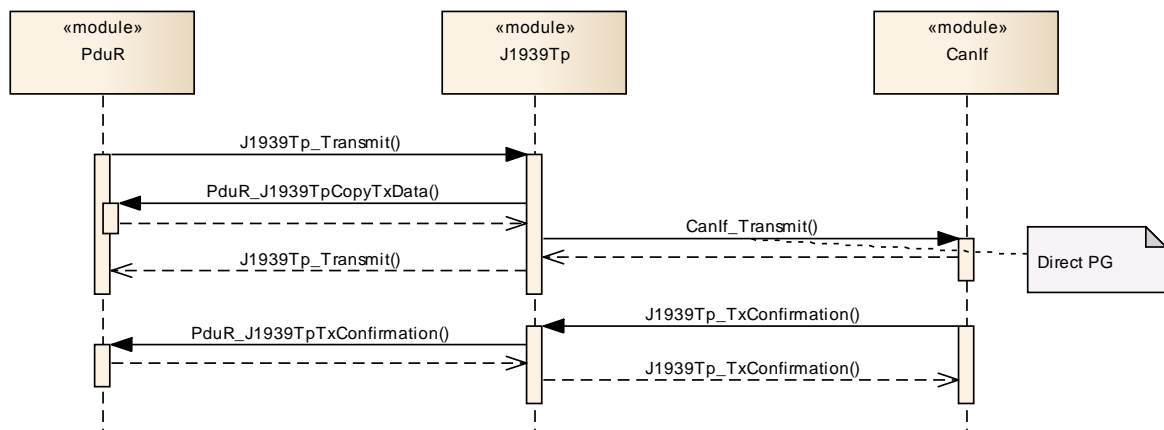 «module»
PduR
«module»
J1939Tp
«module»
CanIf
J1939Tp_Transmit()
PduR_J1939TpCopyTxData()
CanIf_Transmit()
J1939Tp_Transmit()
Direct PG
J1939Tp_TxConfirmation()
PduR_J1939TpTxConfirmation()
J1939Tp_TxConfirmation()